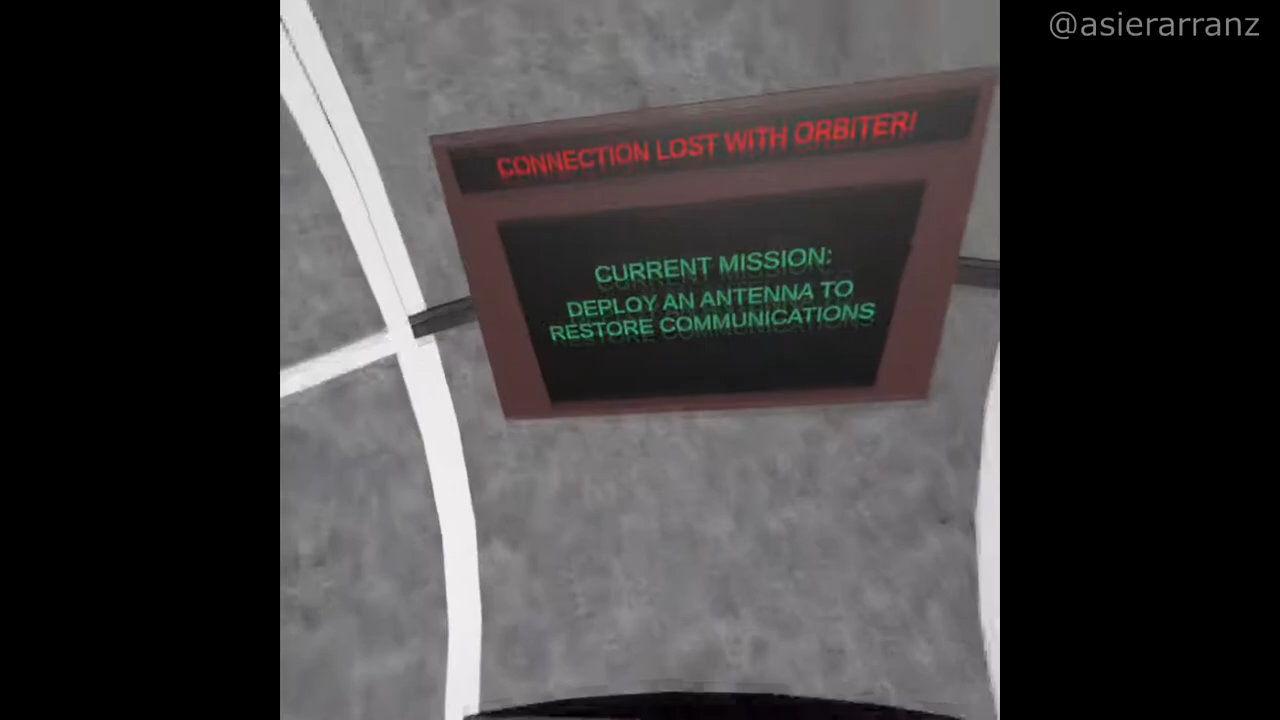 @asierarranz
CONNECTION LOST WITH ORBITER!
CURRENT MISSION:
DEPLOY AN ANTENNA TO
RESTORE COMMUNICATIONS